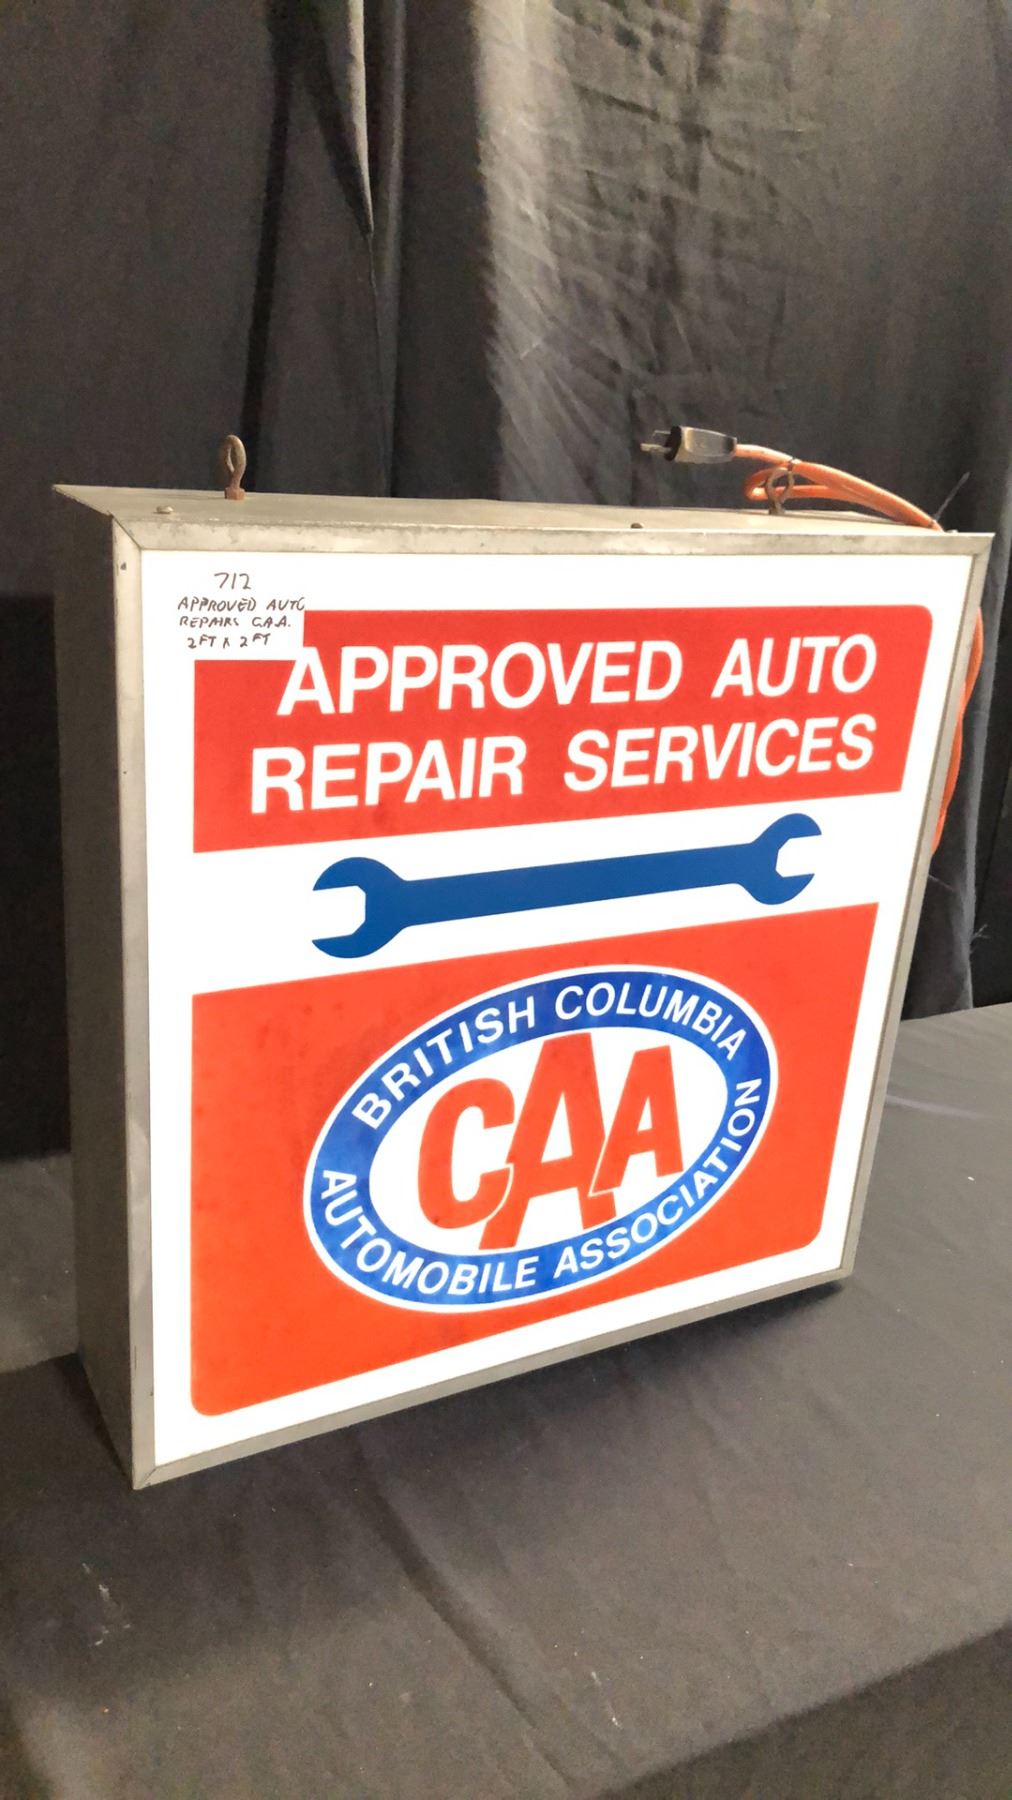 712
APPROVED AUTO
REPAIRS C.A.A.
2FT X 2FT
APPROVED AUTO
REPAIR SERVICES
BRITISH COLUMBIA
CAA
AUTOMOBILE ASSOCIATION